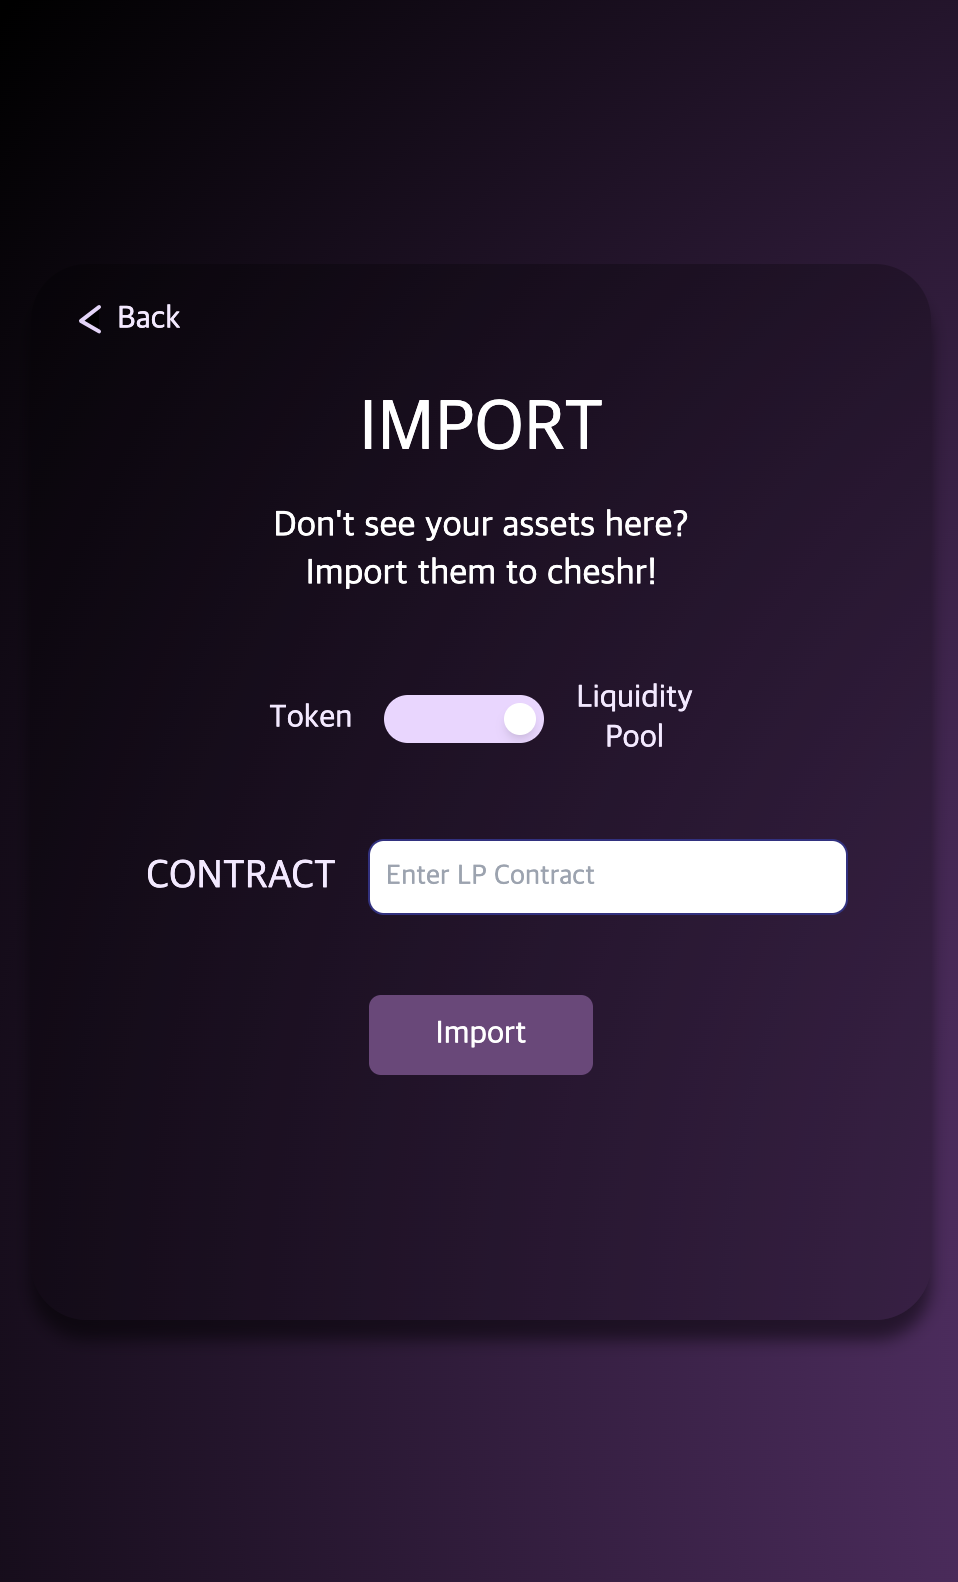 Back
IMPORT
Don't see your assets here?
Import them to cheshr!
Token
Liquidity
Pool
CONTRACT
Enter LP Contract
Import